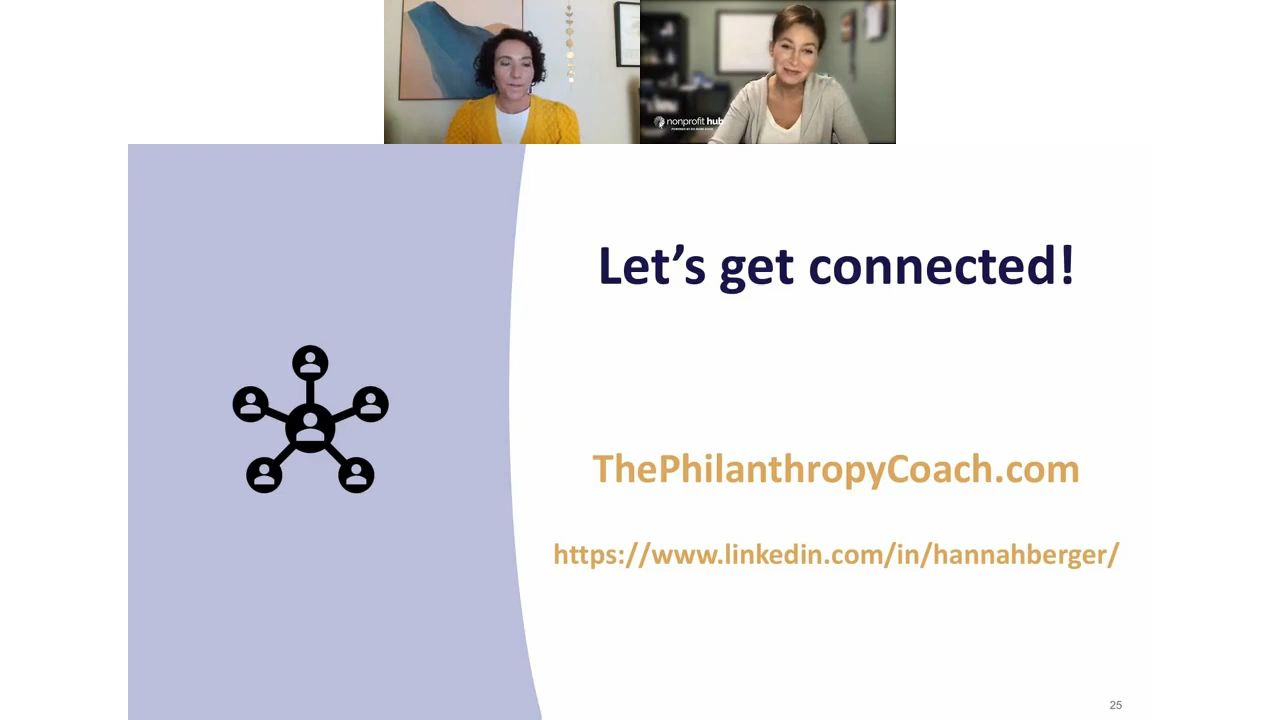 nonprofit hub
Let's get connected!
ThePhilanthropyCoach.com
https://www.linkedin.com/in/hannahberger/
25